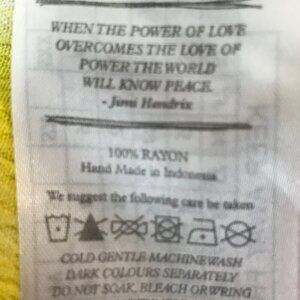 WHEN THE POWER OF LOVE
OVERCOMES THE LOVE OF
POWER THE WORLD
WILL KNOW PEACE.
- Jimi Hendrix
100% RAYON
Hand Made in Indonesia
We suggest the following care be taken
COLD GENTLE MACHINE WASH
DARK COLOURS SEPARATELY
DO NOT SOAK, BLEACH OR WRING